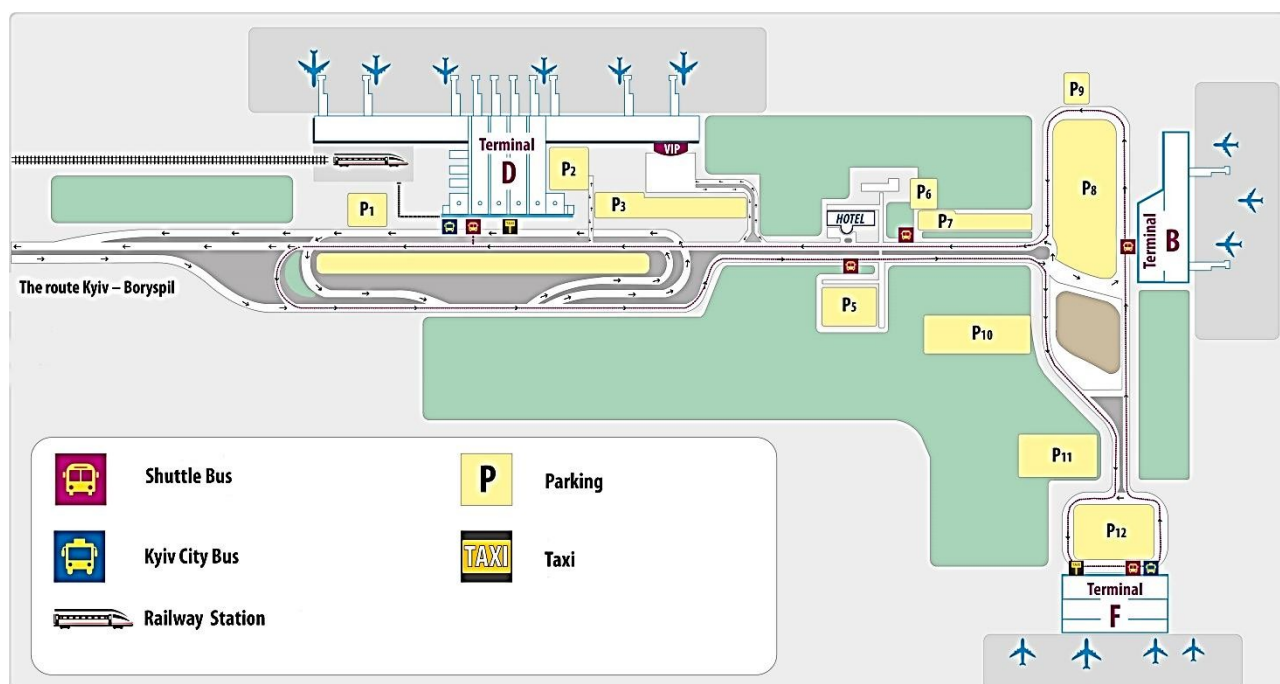 P9
Terminal
D
VIP
P2
P8
P6
P1
P3
HOTEL
P7
Terminal
B
The route Kyiv – Boryspil
P5
P10
P11
P12
Terminal
F
Shuttle Bus
P
Parking
Kyiv City Bus
TAXI
Taxi
Railway Station